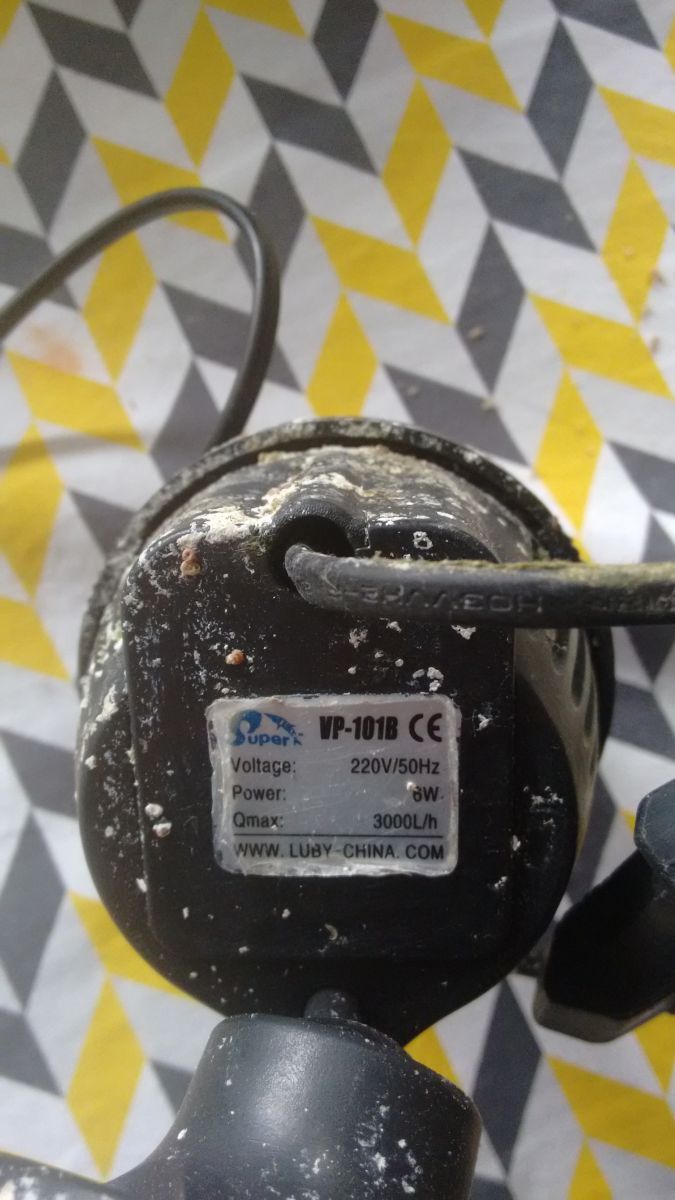 Super VP-101B CE
Voltage: 220V/50Hz
Power: 6W
Qmax: 3000L/h
WWW.LUBY-CHINA.COM